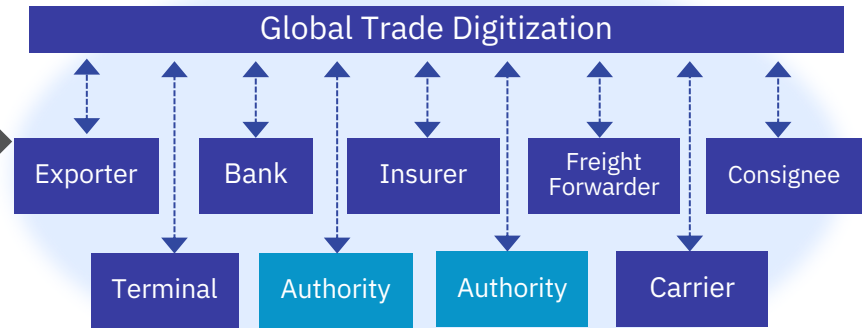 Global Trade Digitization
Exporter
Bank
Insurer
Freight
Forwarder
Consignee
Terminal
Authority
Authority
Carrier